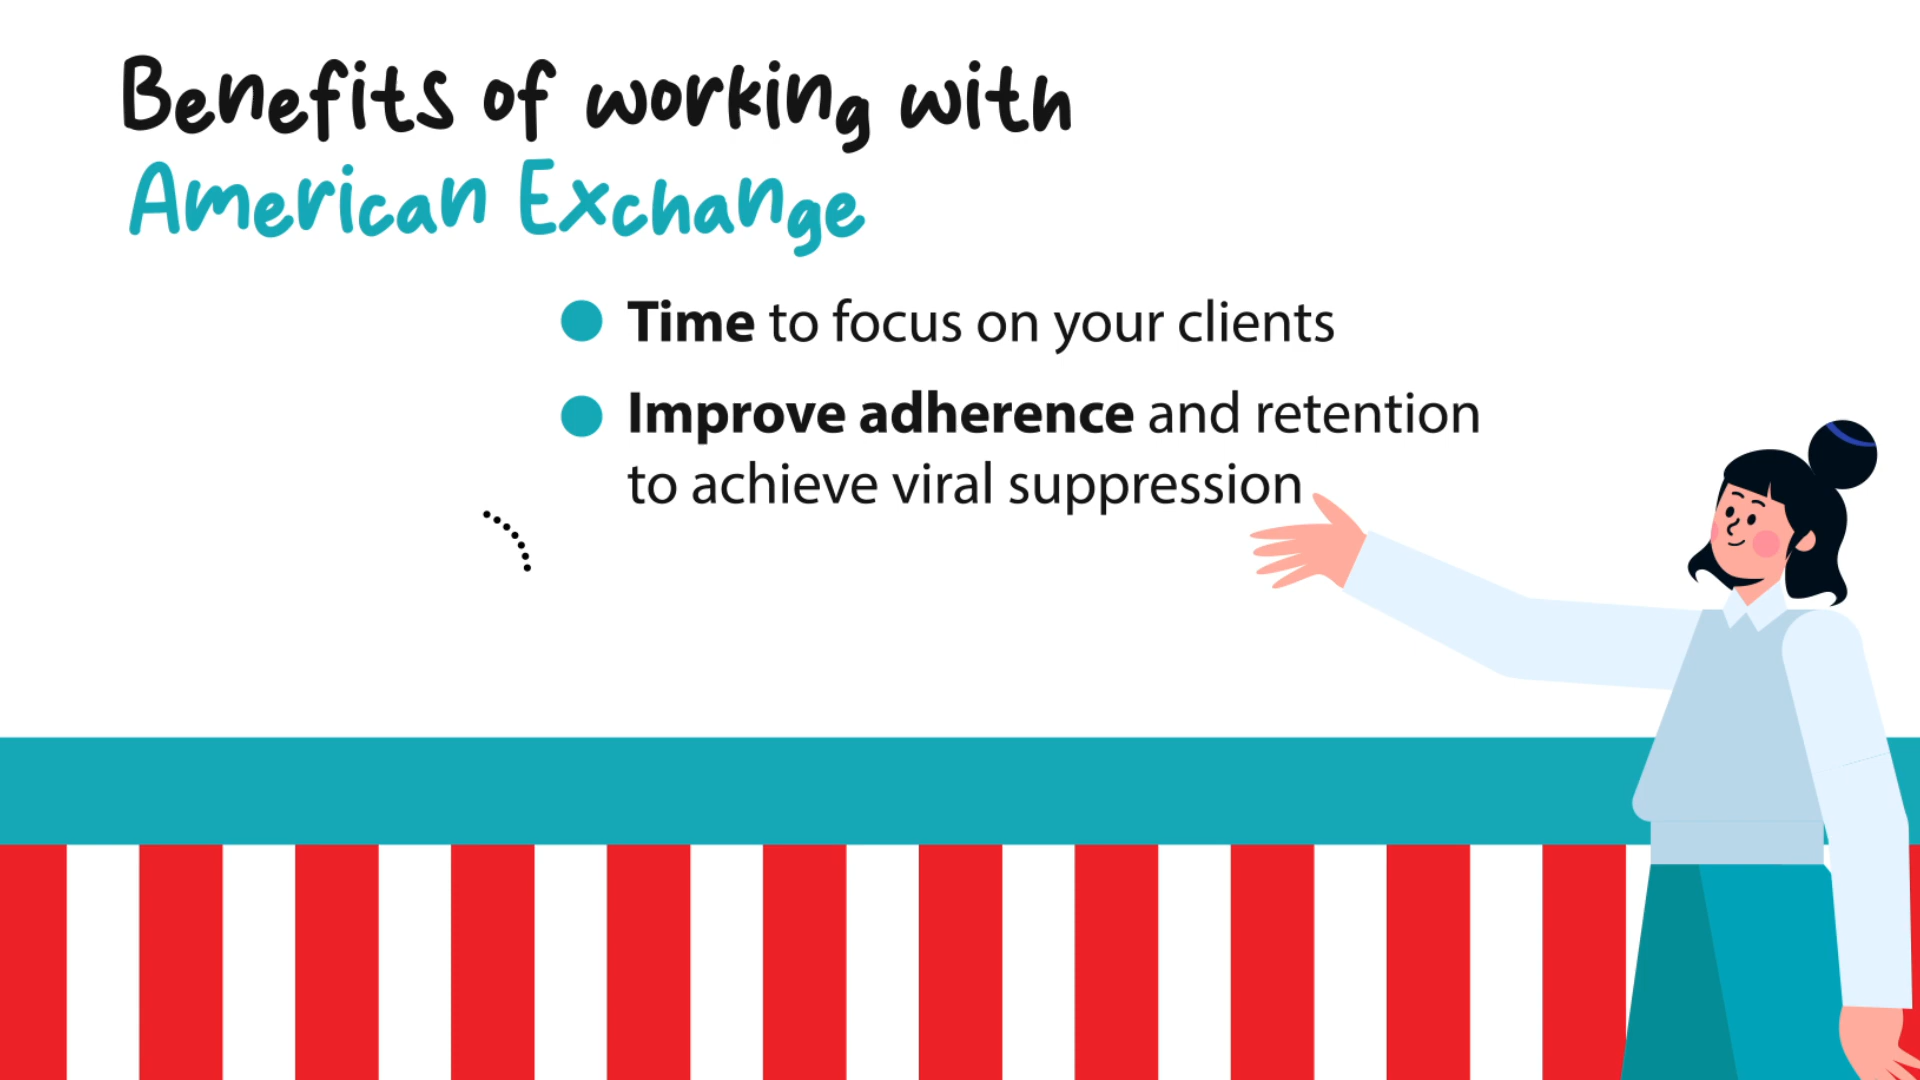 Benefits of working with
American Exchange
Time to focus on your clients
Improve adherence and retention
to achieve viral suppression